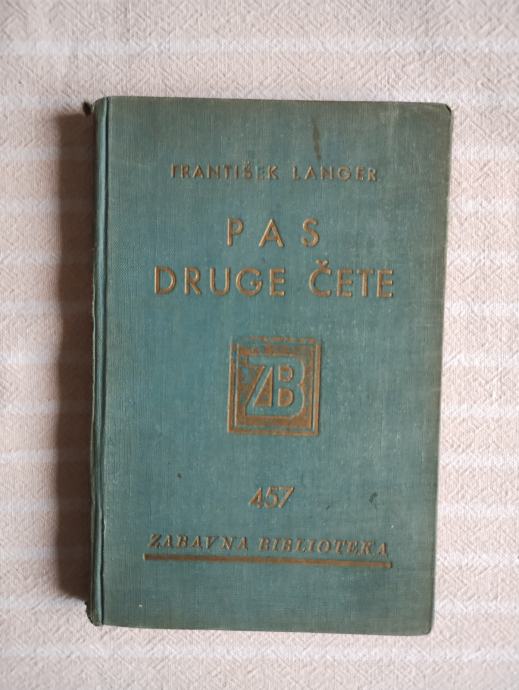 FRANTIŠEK LANGER
PAS
DRUGE ČETE
ZB
457
ZABAVNA BIBLIOTEKA